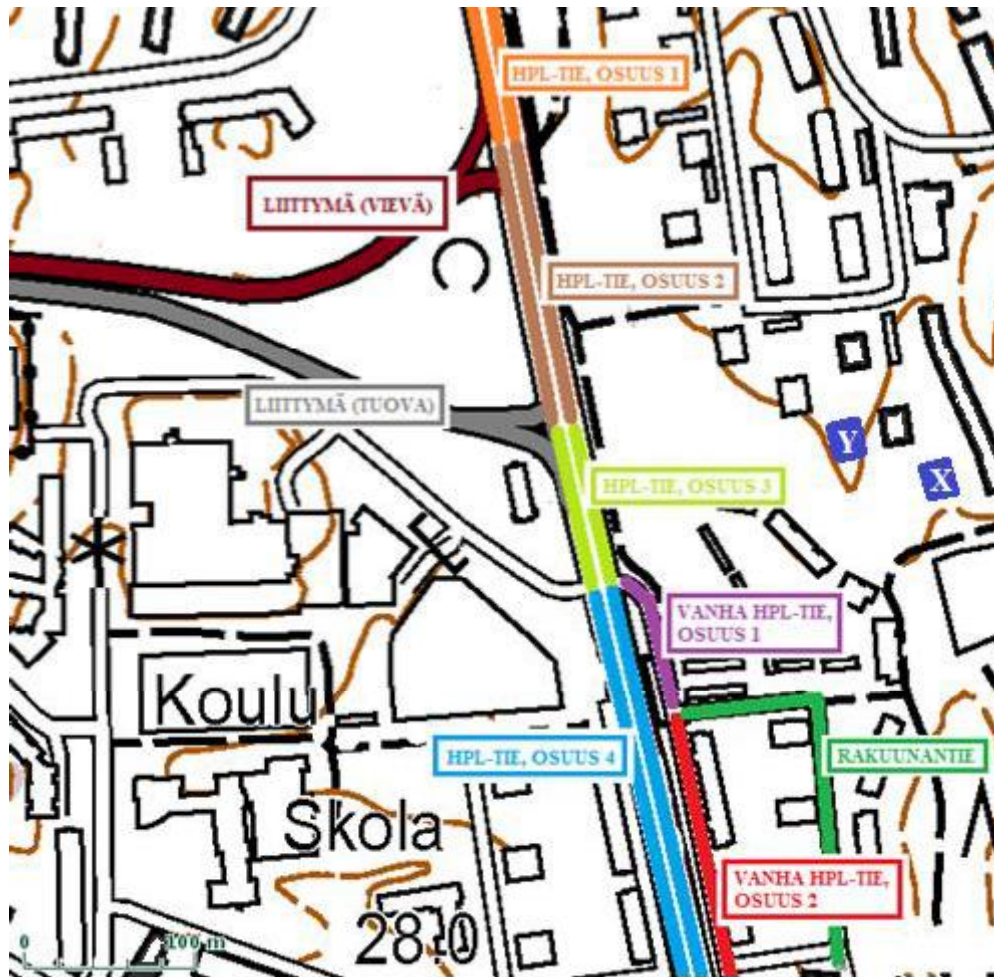 HPL-TIE, OSUUS 1
LIITTYMÄ (VIEVÄ)
HPL-TIE, OSUUS 2
LIITTYMÄ (TUOVA)
Y
X
HPL-TIE, OSUUS 3
VANHA HPL-TIE,
OSUUS 1
Koulu
HPL-TIE, OSUUS 4
RAKUUNANTIE
Skola
VANHA HPL-TIE,
OSUUS 2
28.0
0 100 m